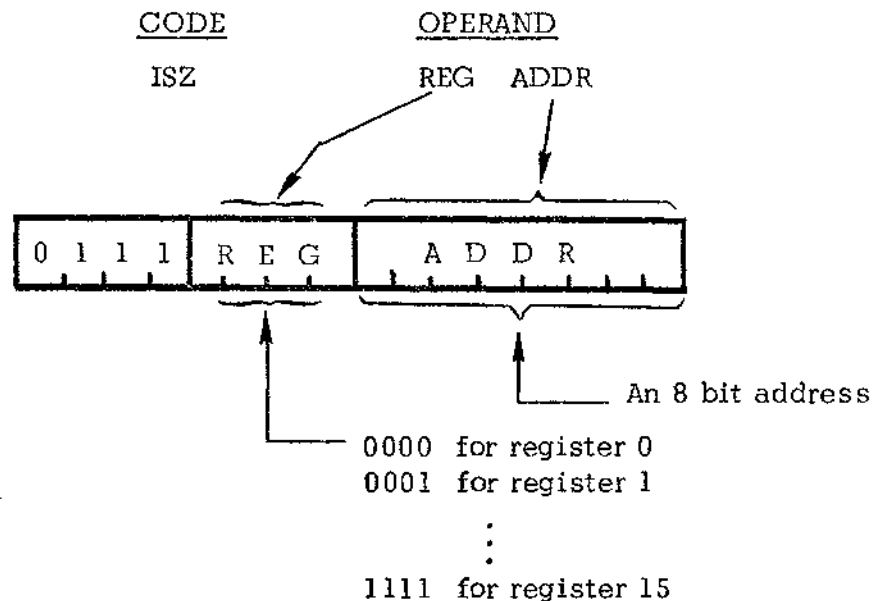 CODE OPERAND
ISZ REG ADDR
0 1 1 1 R E G A D D R
An 8 bit address
0000 for register 0
0001 for register 1
1111 for register 15